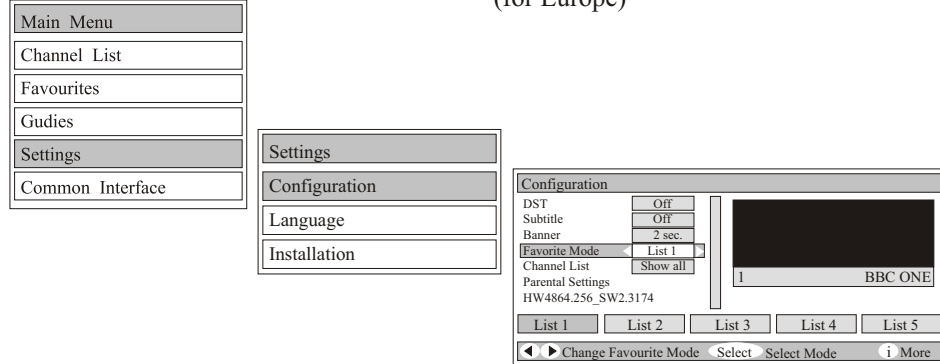 (for Europe)
Main Menu
Channel List
Favourites
Gudies
Settings
Common Interface
Settings
Configuration
Language
Installation
Configuration
DST Off
Subtitle Off
Banner 2 sec.
Favorite Mode List 1
Channel List Show all
Parental Settings
HW4864.256_SW2.3174
1 BBC ONE
List 1 List 2 List 3 List 4 List 5
Change Favourite Mode Select Select Mode i More